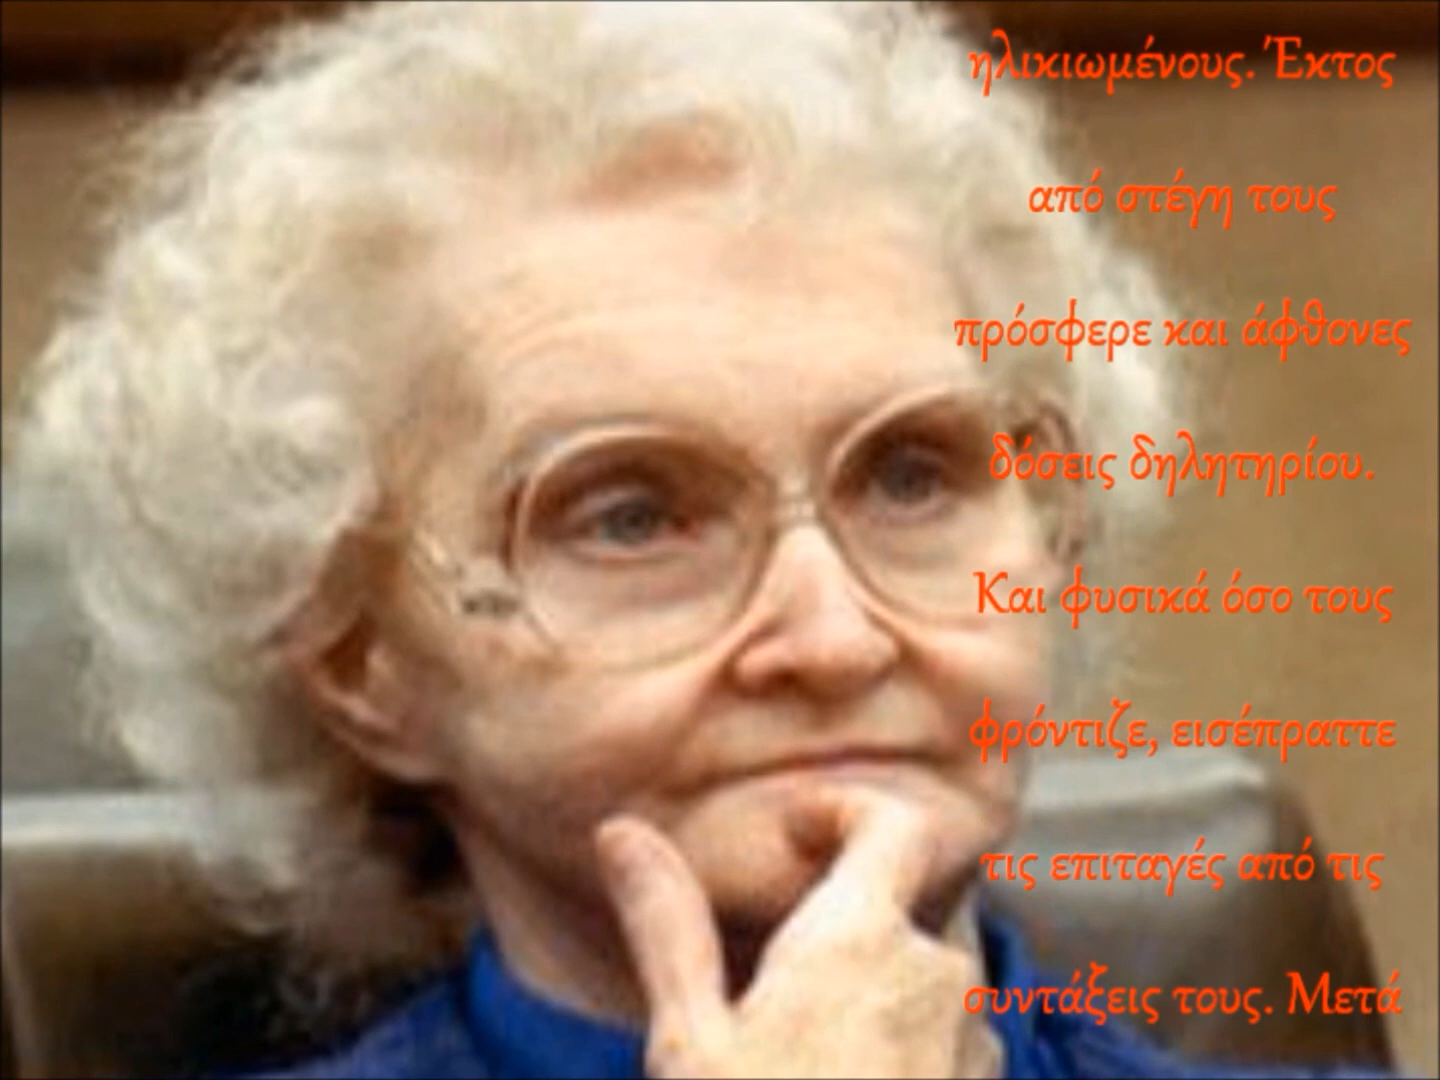 ηλικιωμένους. Έκτος
από στέγη τους
πρόσφερε και άφθονες
δόσεις δηλητηρίου.
Και φυσικά όσο τους
φρόντιζε, εισέπραττε
τις επιταγές από τις
συντάξεις τους. Μετά